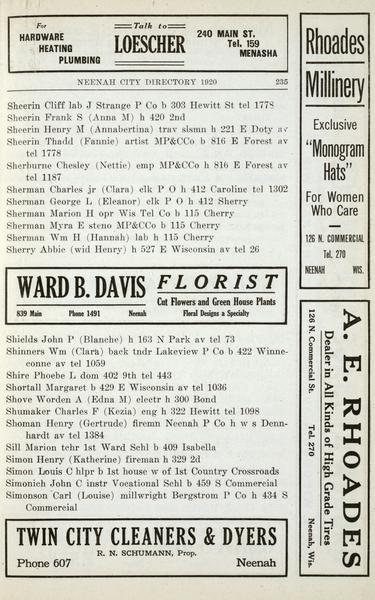 For
HARDWARE
HEATING
PLUMBING
Talk to
LOESCHER
240 MAIN ST.
Tel. 159
MENASHA
NEENAH CITY DIRECTORY 1920 235
Sheerin Cliff lab J Strange P Co b 303 Hewitt St tel 1778
Sheerin Frank S (Anna M) h 420 2nd
Sheerin Henry M (Annabertina) trav slsmn h 221 E Doty av
Sheerin Thadd (Fannie) artist MP&CCo b 816 E Forest av
tel 1778
Sherburne Chesley (Nettie) emp MP&CCo h 816 E Forest av
tel 1187
Sherman Charles jr (Clara) clk P O h 412 Caroline tel 1302
Sherman George L (Eleanor) clk P O h 412 Sherry
Sherman Marion H opr Wis Tel Co b 115 Cherry
Sherman Myra E steno MP&CCo b 115 Cherry
Sherman Wm H (Hannah) lab h 115 Cherry
Sherry Abbie (wid Henry) h 527 E Wisconsin av tel 26
WARD B. DAVIS FLORIST
Cut Flowers and Green House Plants
839 Main Phone 1491 Neenah Floral Designs a Specialty
Shields John P (Blanche) h 163 N Park av tel 73
Shinners Wm (Clara) back tndr Lakeview P Co b 422 Winne-
conne av tel 1059
Shire Phoebe L dom 402 9th tel 443
Shortall Margaret b 429 E Wisconsin av tel 1036
Shove Worden A (Edna M) electr h 300 Bond
Shumaker Charles F (Kezia) eng h 322 Hewitt tel 1098
Shoman Henry (Gertrude) firemn Neenah P Co h w s Denn-
hardt av tel 1384
Sill Marion tchr 1st Ward Schl b 409 Isabella
Simon Henry (Katherine) fireman h 329 2d
Simon Louis C hlpr b 1st house w of 1st Country Crossroads
Simonich John C instr Vocational Schl b 459 S Commercial
Simonson Carl (Louise) millwright Bergstrom P Co h 434 S
Commercial
TWIN CITY CLEANERS & DYERS
R. N. SCHUMANN, Prop.
Phone 607 Neenah
Rhoades
Millinery
Exclusive
"Monogram
Hats"
For Women
Who Care
126 N. COMMERCIAL
Tel. 270
NEENAH WIS.
A. E. RHOADES
Dealer in All Kinds of High Grade Tires
126 N. Commercial St. Tel. 270 Neenah, Wis.